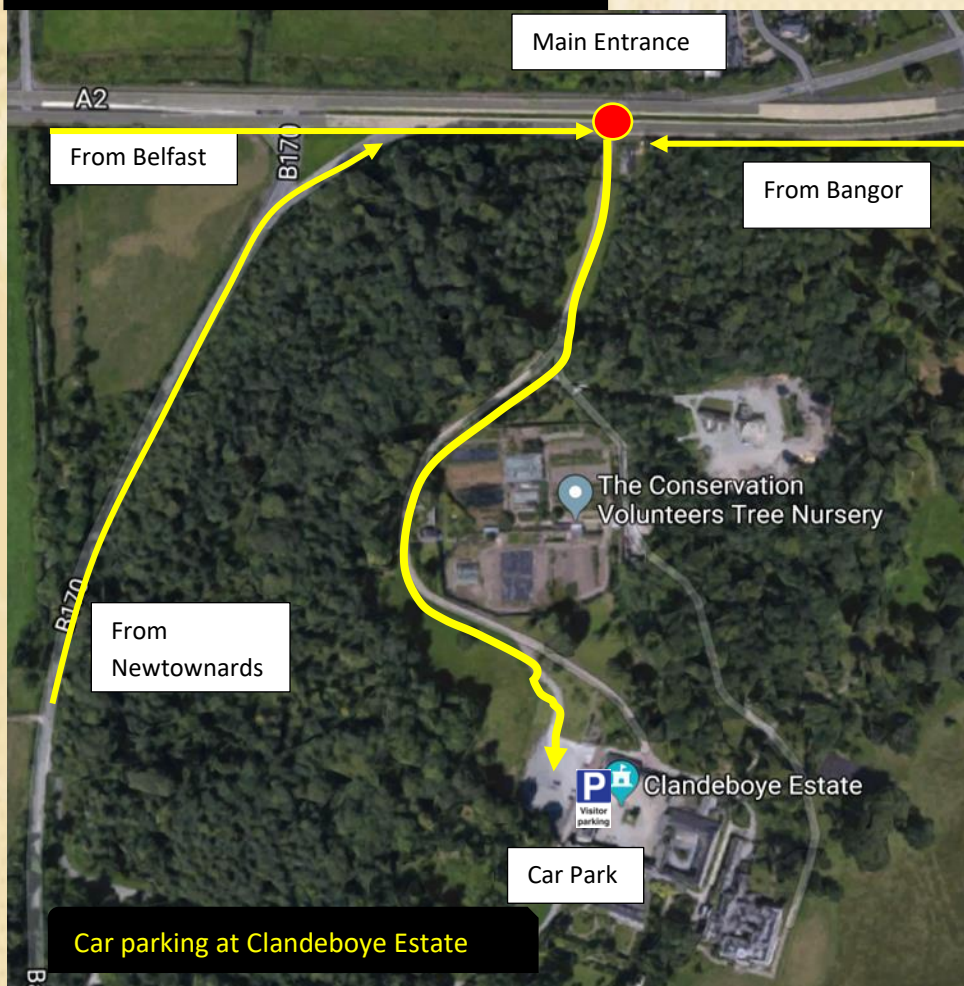 Main Entrance
A2
B170
From Belfast
From Bangor
The Conservation
Volunteers Tree Nursery
B170
From
Newtownards
P
Visitor
parking
Clandeboye Estate
Car Park
Car parking at Clandeboye Estate